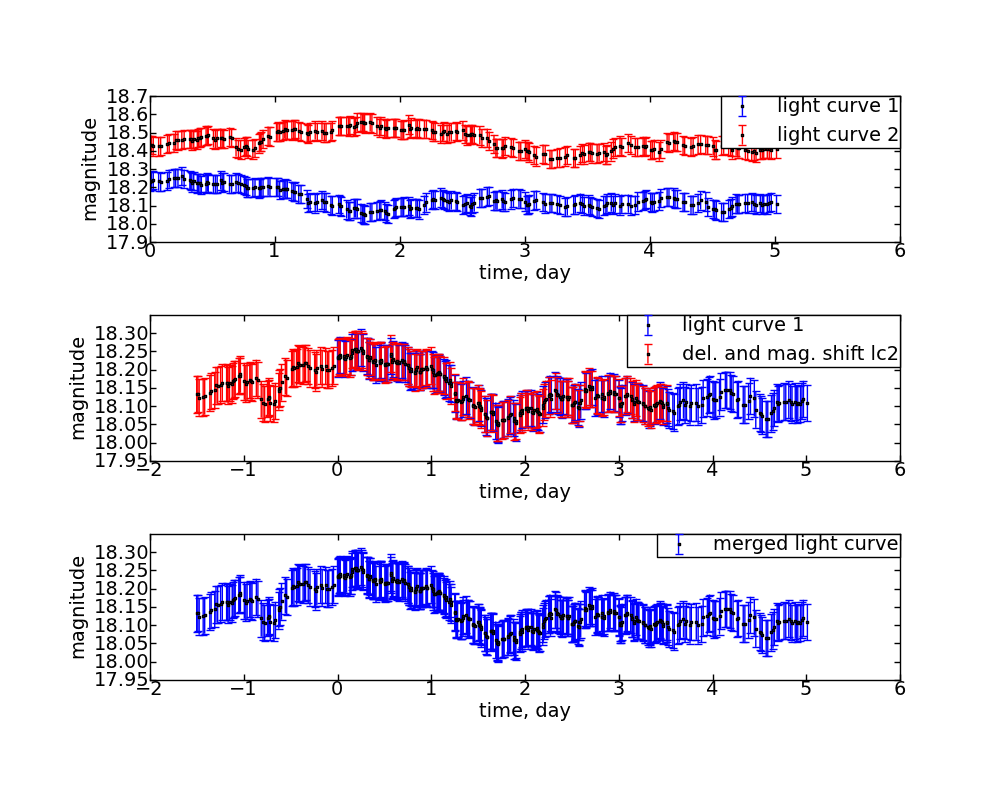 18.7
18.6
18.5
18.4
18.3
18.2
18.1
18.0
17.9
magnitude
light curve 1
light curve 2
0 1 2 3 4 5 6
time, day
18.30
18.25
18.20
18.15
18.10
18.05
18.00
17.95
magnitude
light curve 1
del. and mag. shift lc2
−2 −1 0 1 2 3 4 5 6
time, day
18.30
18.25
18.20
18.15
18.10
18.05
18.00
17.95
magnitude
merged light curve
−2 −1 0 1 2 3 4 5 6
time, day